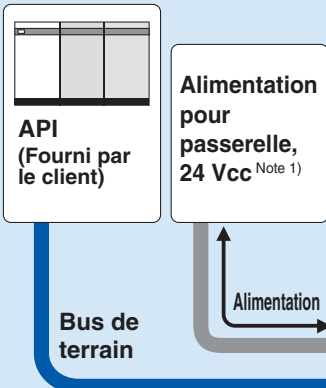 API
(Fourni par
le client)
Alimentation
pour
passerelle,
24 Vcc Note 1)
Alimentation
Bus de
terrain